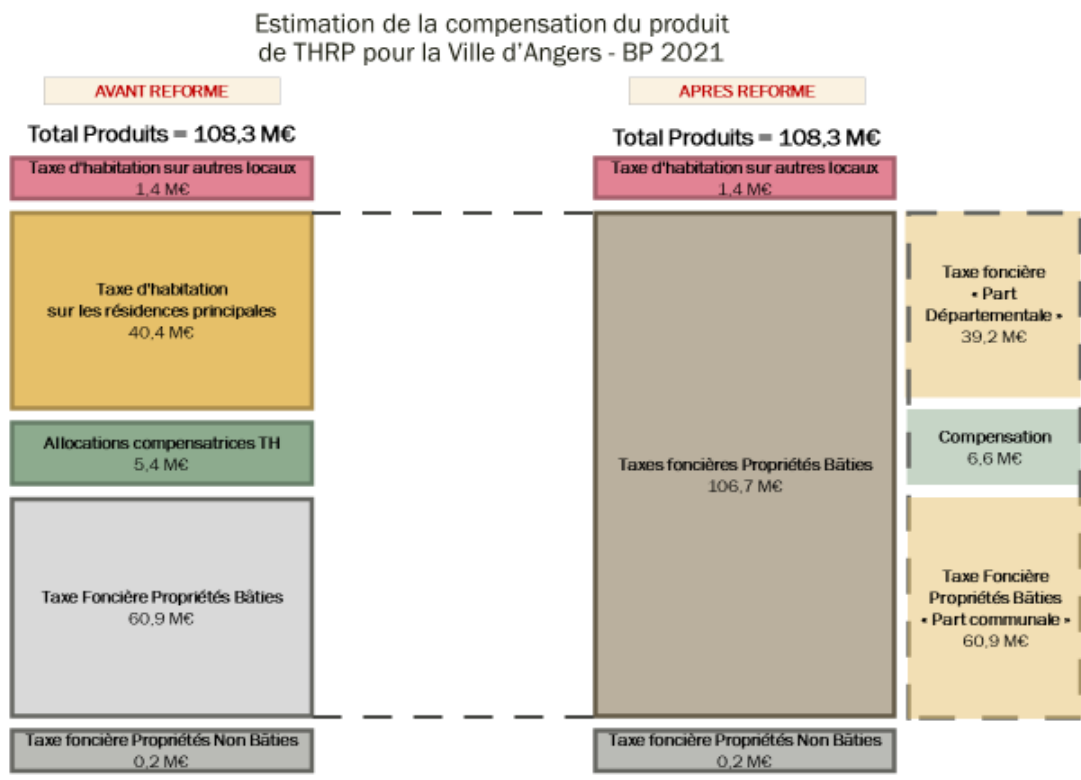 Estimation de la compensation du produit
de THRP pour la Ville d'Angers - BP 2021
AVANT REFORME
Total Produits = 108,3 M€
Taxe d'habitation sur autres locaux
1,4 M€
Taxe d'habitation
sur les résidences principales
40,4 M€
Allocations compensatrices TH
5,4 M€
Taxe Foncière Propriétés Bâties
60,9 M€
Taxe foncière Propriétés Non Bâties
0,2 M€
APRES REFORME
Total Produits = 108,3 M€
Taxe d'habitation sur autres locaux
1,4 M€
Taxes foncières Propriétés Bâties
106,7 M€
Taxe foncière Propriétés Non Bâties
0,2 M€
Taxe foncière
« Part
Départementale »
39,2 M€
Compensation
6,6 M€
Taxe Foncière
Propriétés Bâties
« Part communale »
60,9 M€